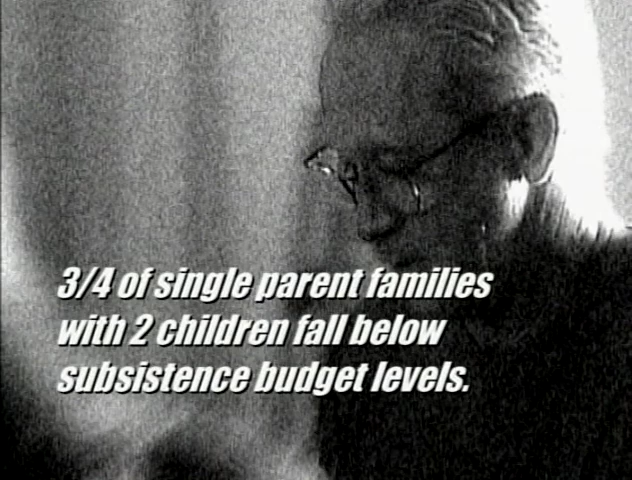 3/4 of single parent families
with 2 children fall below
subsistence budget levels.